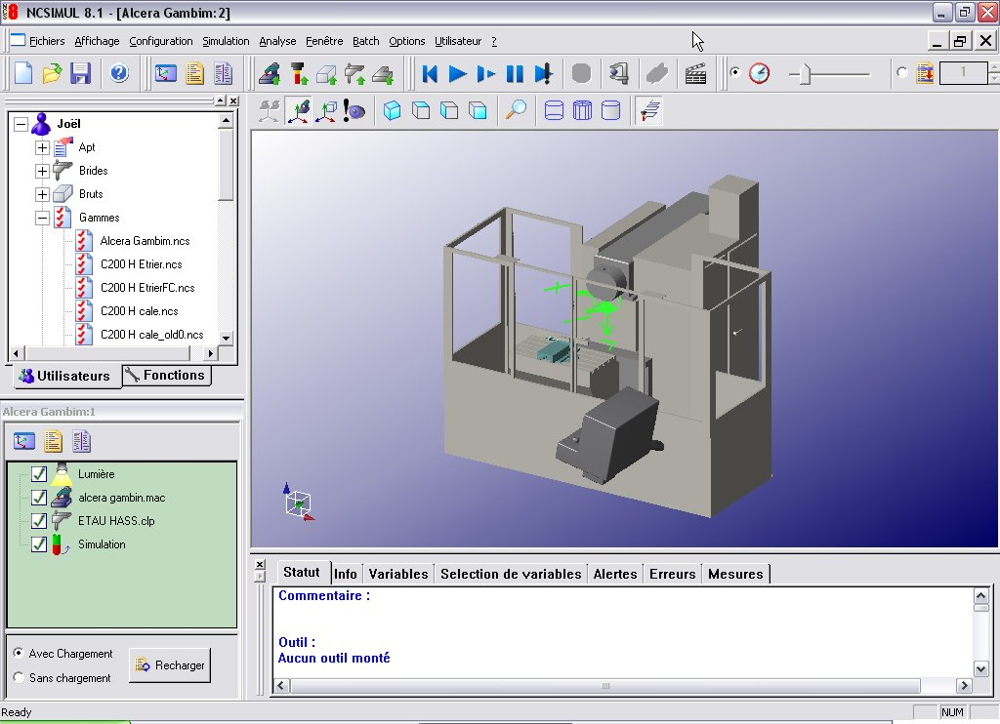 NCSIMUL 8.1 - [Alcera Gambim:2]
Fichiers Affichage Configuration Simulation Analyse Fenêtre Batch Options Utilisateur ?
1
Joël
Apt
Brides
Bruts
Gammes
Alcera Gambim.ncs
C200 H Etrier.ncs
C200 H EtrierFC.ncs
C200 H cale.ncs
C200 H cale_old0.ncs
Utilisateurs Fonctions
Alcera Gambim:1
Lumière
alcera gambin.mac
ETAU HASS.clp
Simulation
Avec Chargement
Sans chargement
Recharger
Statut Info Variables Selection de variables Alertes Erreurs Mesures
Commentaire :
Outil :
Aucun outil monté
Ready
NUM